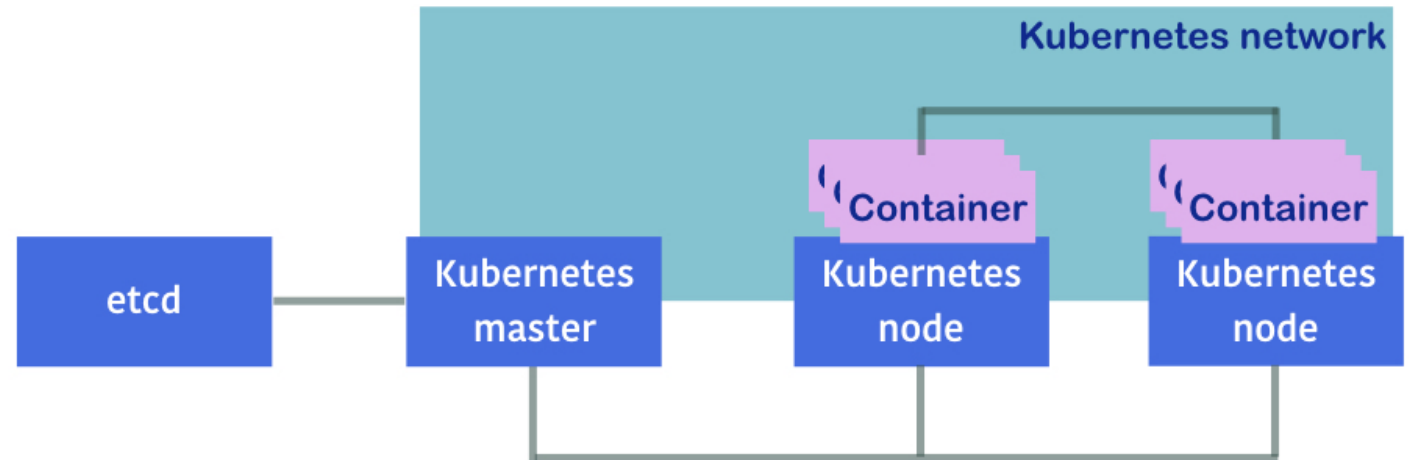 Kubernetes network
Container
Container
etcd
Kubernetes
master
Kubernetes
node
Kubernetes
node